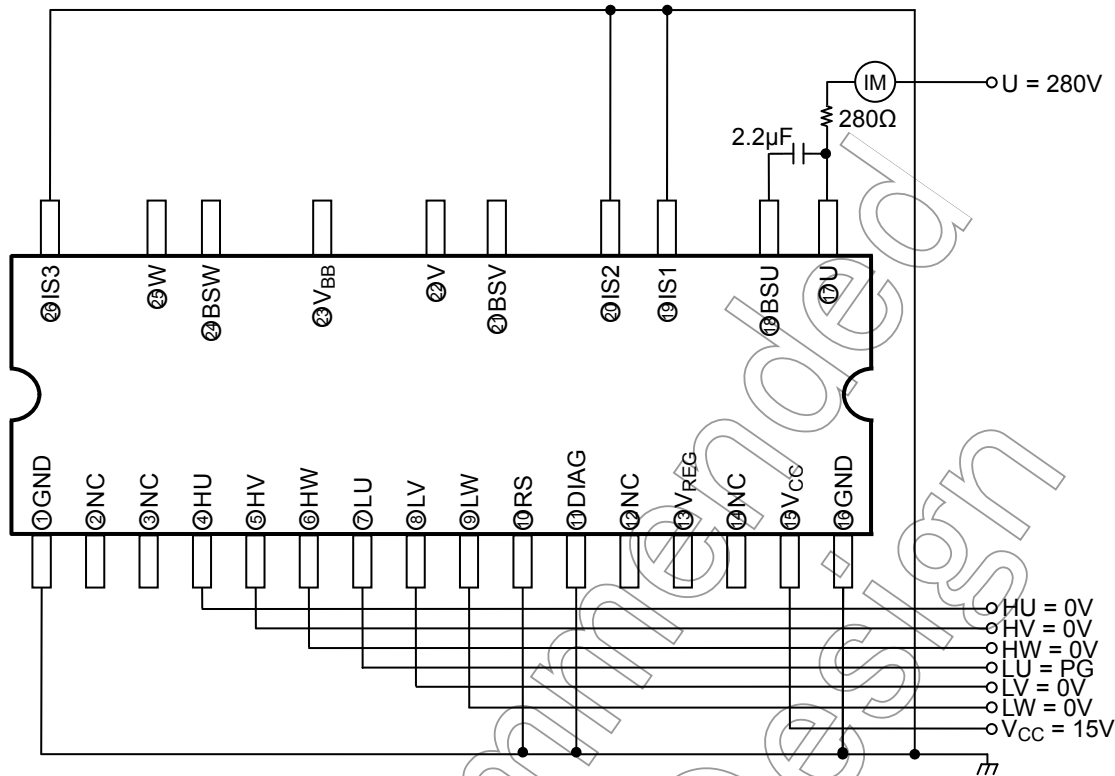 IM
U = 280V
280Ω
2.2μF
㉖IS3
㉕W
㉔BSW
㉓VBB
㉒V
㉑BSV
⑳IS2
⑲IS1
⑱BSU
⑰U
①GND
②NC
③NC
④HU
⑤HV
⑥HW
⑦LU
⑧LV
⑨LW
⑩RS
⑪DIAG
⑫NC
⑬VREG
⑭NC
⑮VCC
⑯GND
HU = 0V
HV = 0V
HW = 0V
LU = PG
LV = 0V
LW = 0V
VCC = 15V
mmended
esign